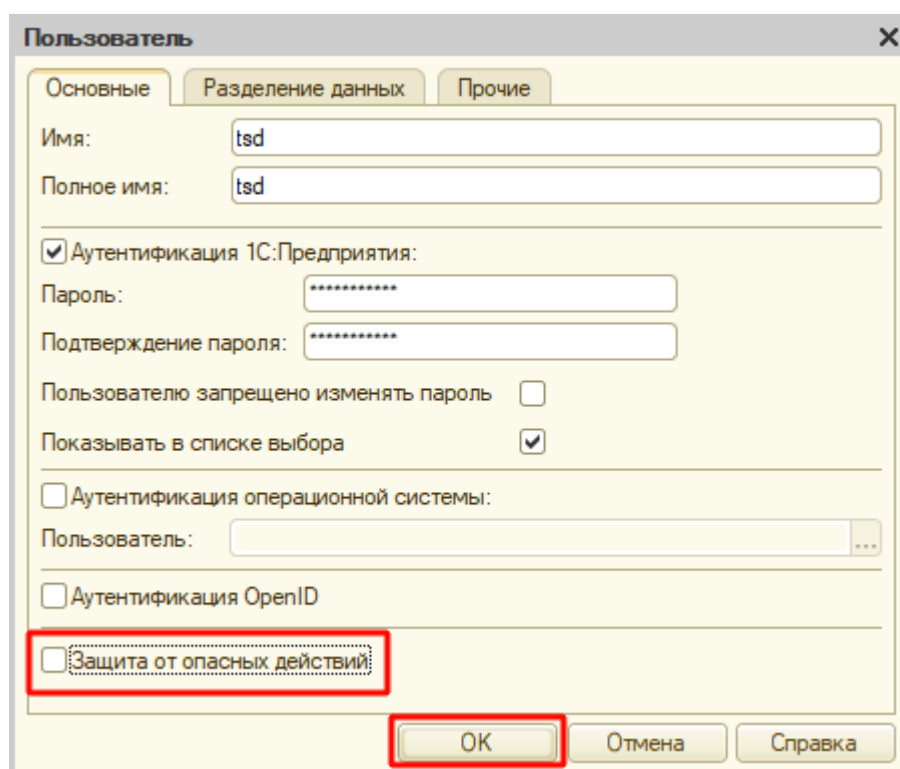 Пользователь
Основные Разделение данных Прочие
Имя: tsd
Полное имя: tsd
Аутентификация 1С:Предприятия:
Пароль: ***********
Подтверждение пароля: ***********
Пользователю запрещено изменять пароль
Показывать в списке выбора
Аутентификация операционной системы:
Пользователь: ...
Аутентификация OpenID
Защита от опасных действий
ОК Отмена Справка